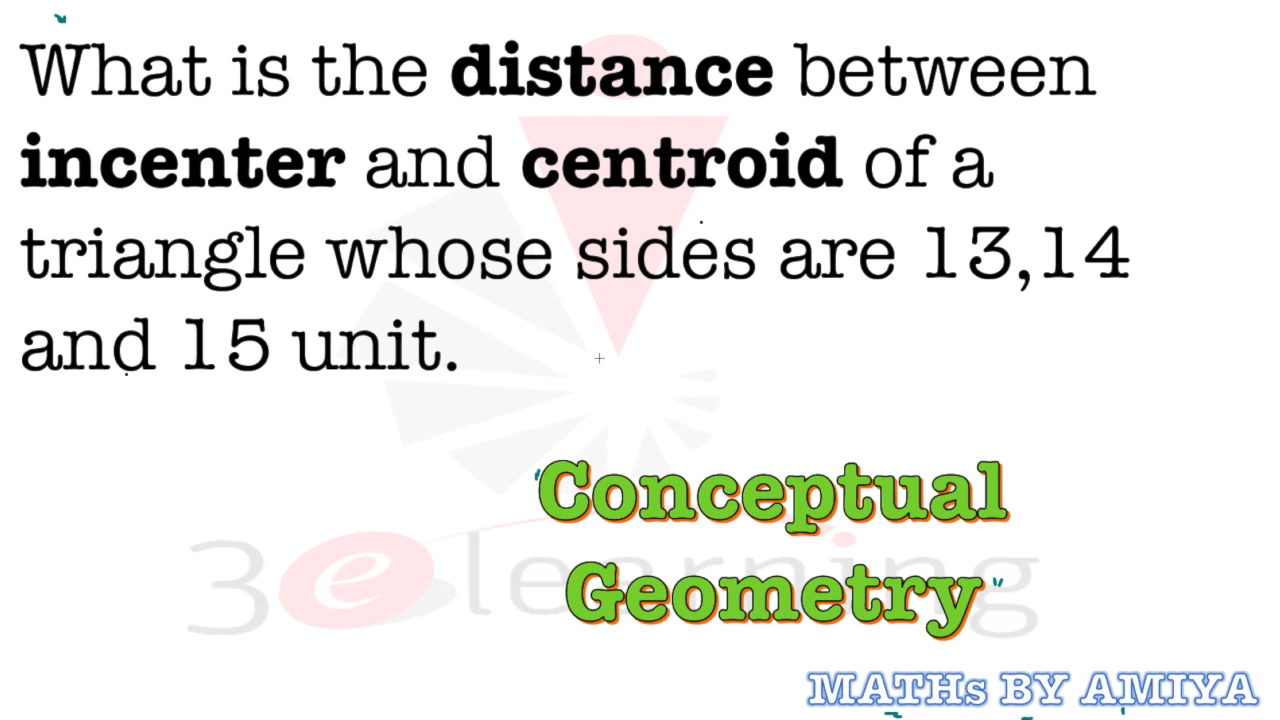 What is the distance between
incenter and centroid of a
triangle whose sides are 13,14
and 15 unit.
Conceptual
Geometry
3elearning
MATHs BY AMIYA